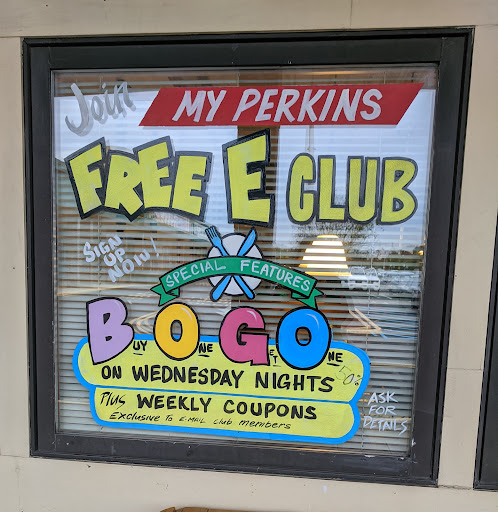 Join
MY PERKINS
FREE E CLUB
SIGN
UP
NOW!
SPECIAL FEATURES
BOGO
BUY ONE GET ONE 50%
ON WEDNESDAY NIGHTS
Plus WEEKLY COUPONS
Exclusive To E-MAIL Club members
ASK
FOR
DETAILS